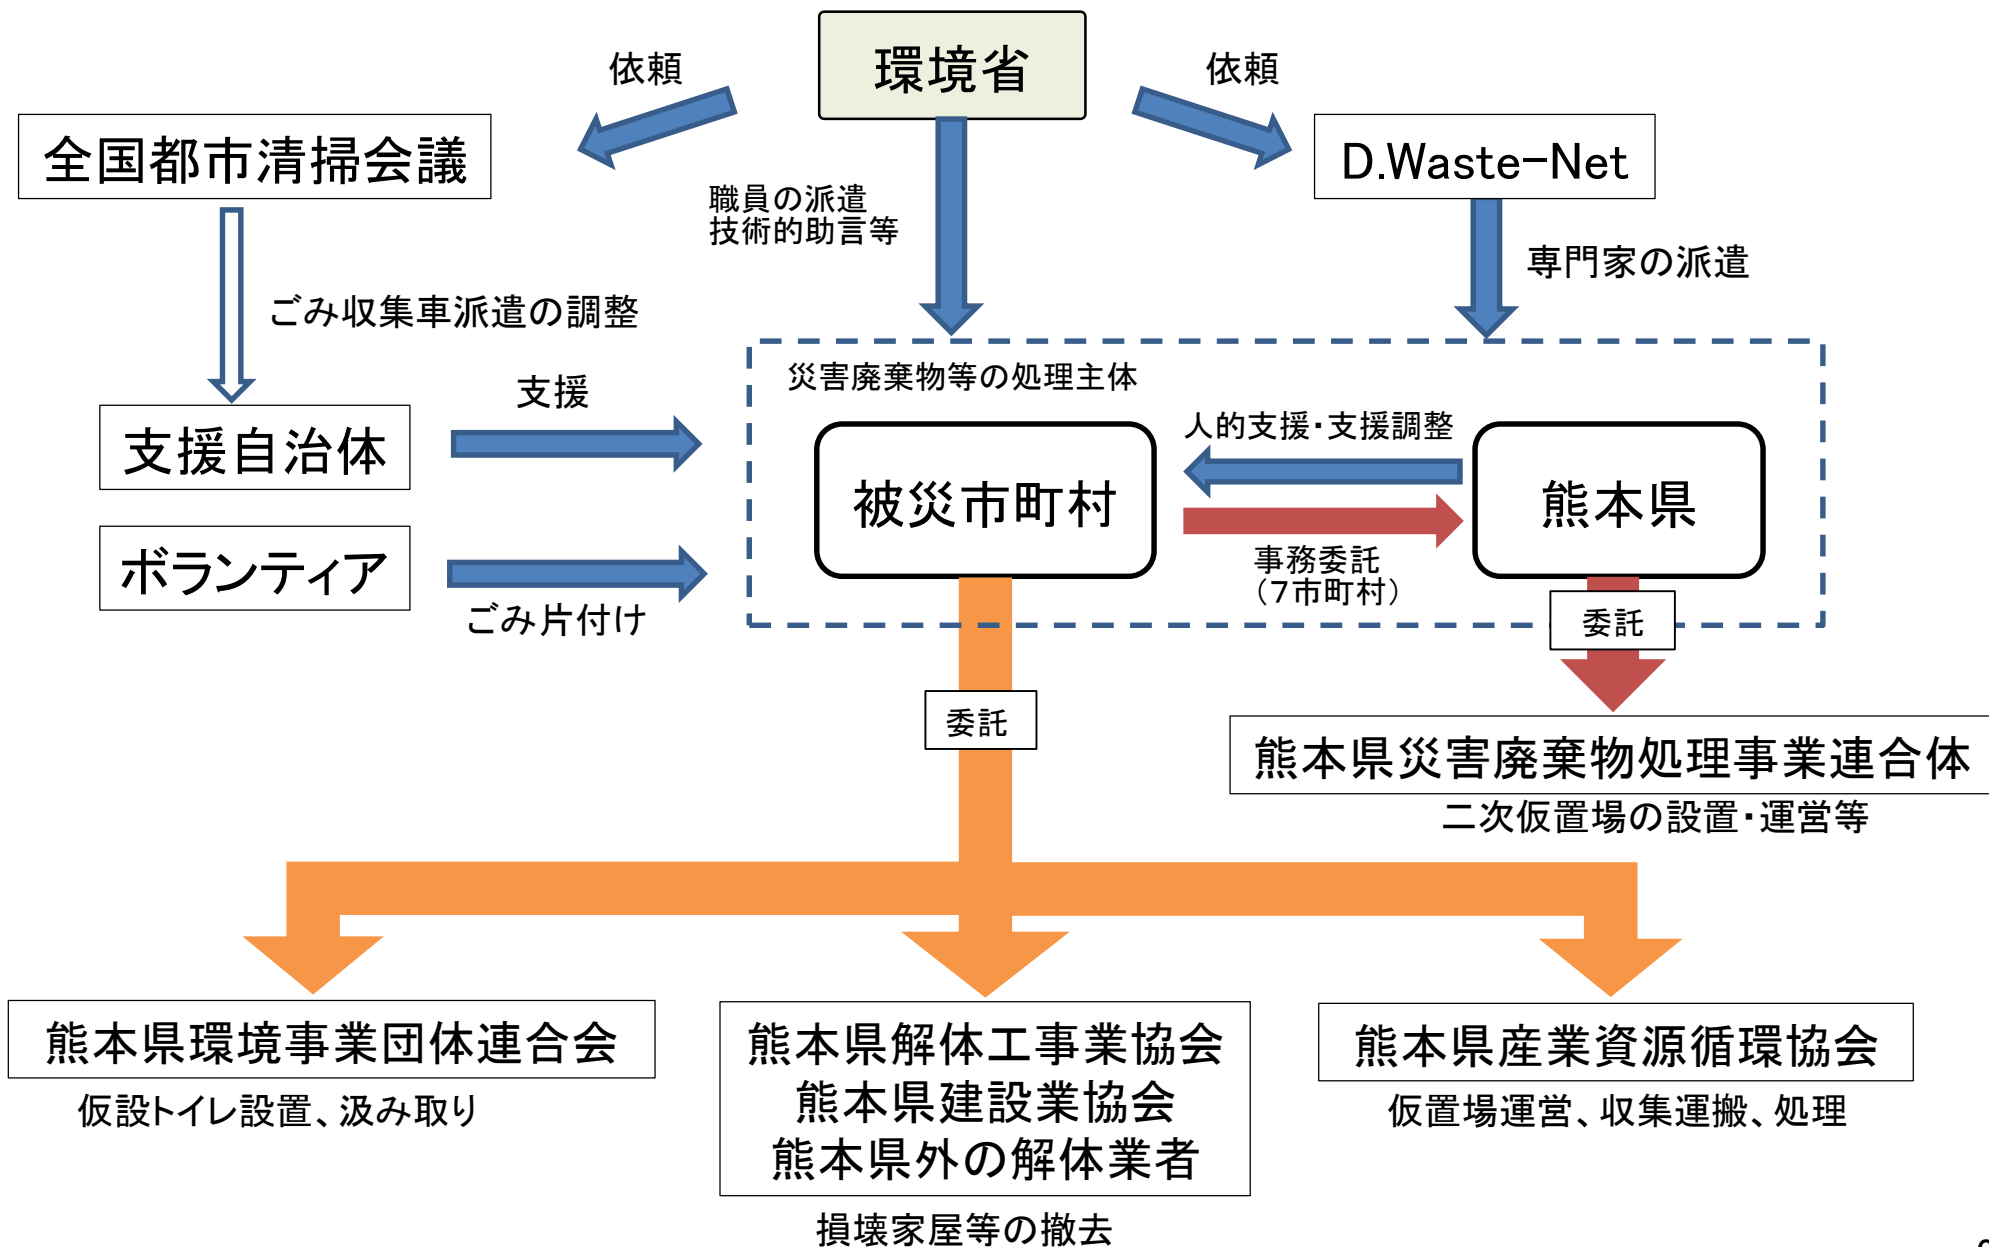 環境省
依頼
依頼
全国都市清掃会議
D.Waste-Net
職員の派遣
技術的助言等
専門家の派遣
ごみ収集車派遣の調整
災害廃棄物等の処理主体
支援
支援自治体
人的支援・支援調整
被災市町村
熊本県
ボランティア
ごみ片付け
事務委託
（7市町村）
委託
委託
熊本県災害廃棄物処理事業連合体
二次仮置場の設置・運営等
熊本県環境事業団体連合会
仮設トイレ設置、汲み取り
熊本県解体工事業協会
熊本県建設業協会
熊本県外の解体業者
損壊家屋等の撤去
熊本県産業資源循環協会
仮置場運営、収集運搬、処理